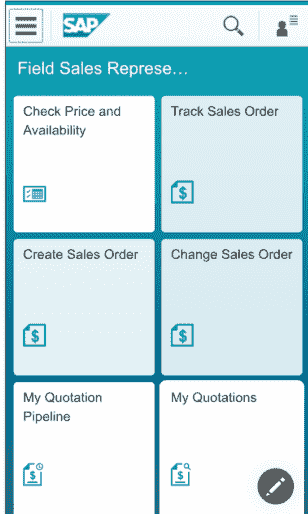 SAP
Field Sales Represe…
Check Price and
Availability
Track Sales Order
Create Sales Order
Change Sales Order
My Quotation
Pipeline
My Quotations